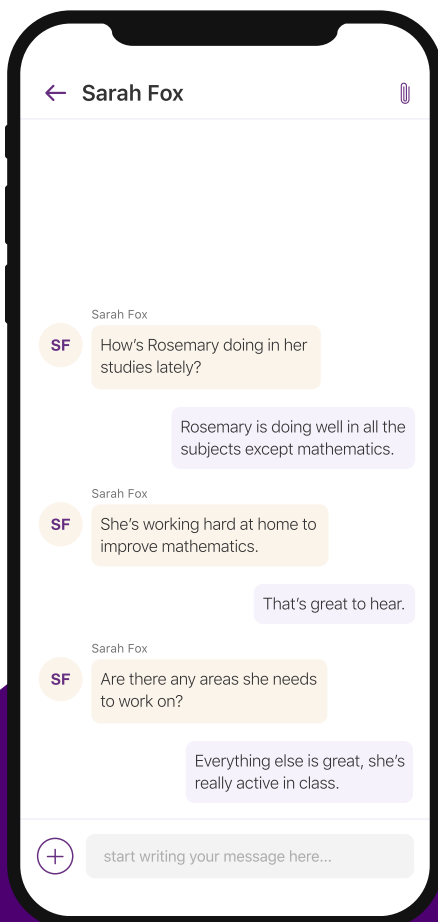 Sarah Fox
Sarah Fox
SF
How’s Rosemary doing in her
studies lately?
Rosemary is doing well in all the
subjects except mathematics.
Sarah Fox
SF
She’s working hard at home to
improve mathematics.
That’s great to hear.
Sarah Fox
SF
Are there any areas she needs
to work on?
Everything else is great, she’s
really active in class.
start writing your message here...